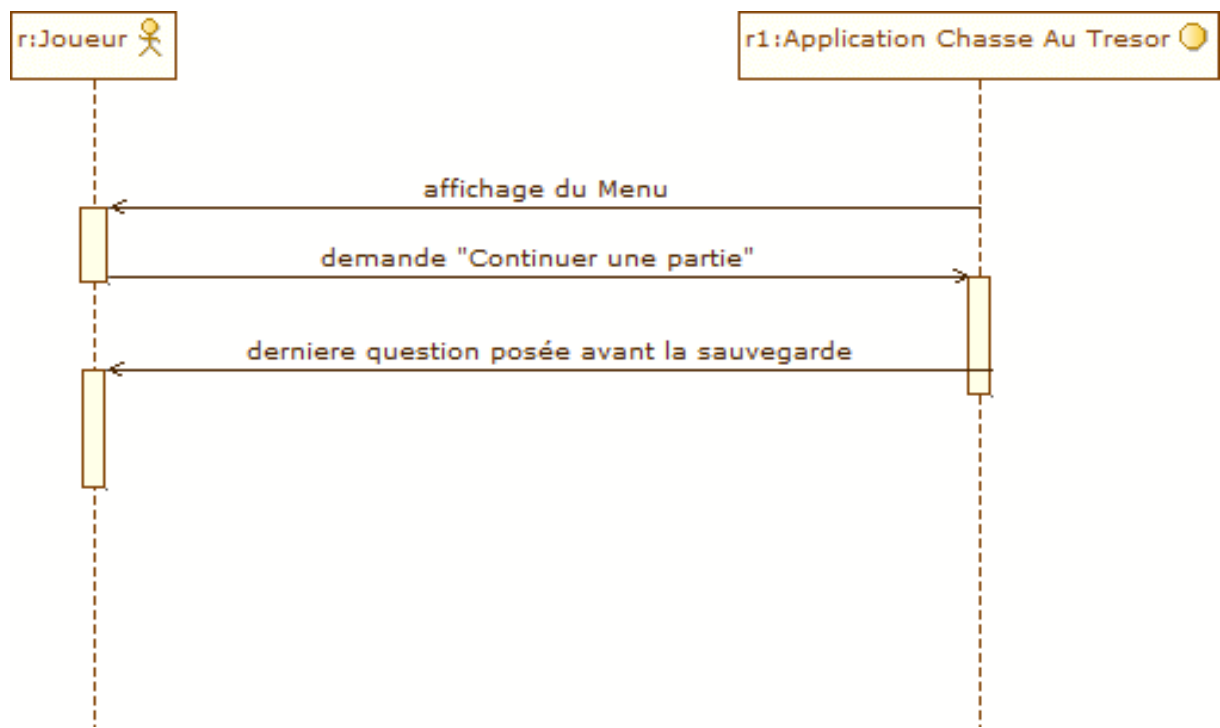 r:Joueur
r1:Application Chasse Au Tresor
affichage du Menu
demande "Continuer une partie"
derniere question posée avant la sauvegarde